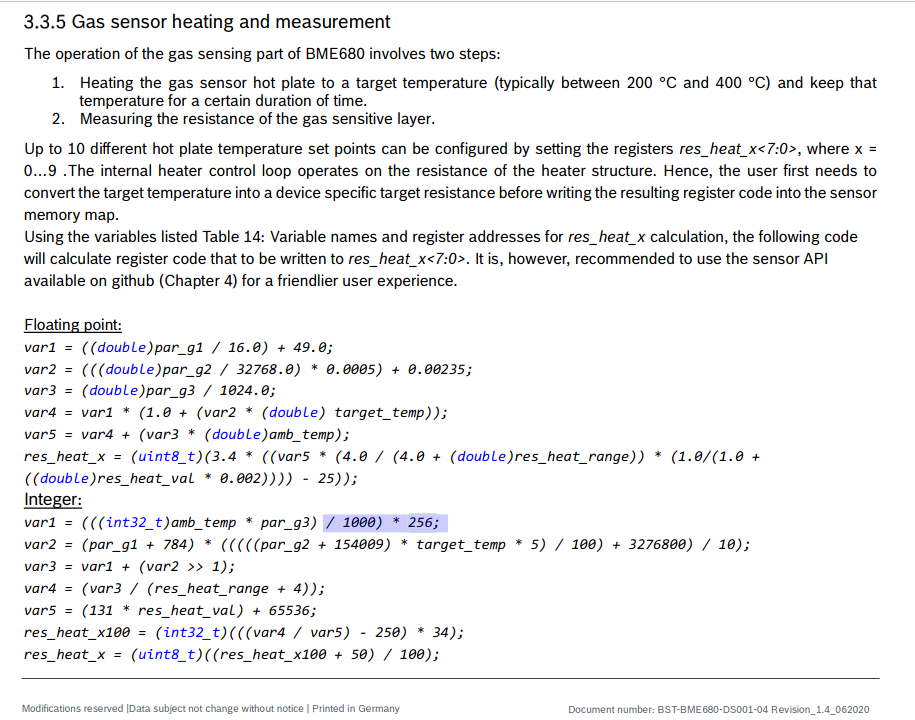 3.3.5 Gas sensor heating and measurement
The operation of the gas sensing part of BME680 involves two steps:
1. Heating the gas sensor hot plate to a target temperature (typically between 200 °C and 400 °C) and keep that
temperature for a certain duration of time.
2. Measuring the resistance of the gas sensitive layer.
Up to 10 different hot plate temperature set points can be configured by setting the registers res_heat_x<7:0>, where x =
0...9 .The internal heater control loop operates on the resistance of the heater structure. Hence, the user first needs to
convert the target temperature into a device specific target resistance before writing the resulting register code into the sensor
memory map.
Using the variables listed Table 14: Variable names and register addresses for res_heat_x calculation, the following code
will calculate register code that to be written to res_heat_x<7:0>. It is, however, recommended to use the sensor API
available on github (Chapter 4) for a friendlier user experience.
Floating point:
var1 = ((double)par_g1 / 16.0) + 49.0;
var2 = (((double)par_g2 / 32768.0) * 0.0005) + 0.00235;
var3 = (double)par_g3 / 1024.0;
var4 = var1 * (1.0 + (var2 * (double) target_temp));
var5 = var4 + (var3 * (double)amb_temp);
res_heat_x = (uint8_t)(3.4 * ((var5 * (4.0 / (4.0 + (double)res_heat_range)) * (1.0/(1.0 +
((double)res_heat_val * 0.002)))) - 25));
Integer:
var1 = (((int32_t)amb_temp * par_g3) / 1000) * 256;
var2 = (par_g1 + 784) * (((((par_g2 + 154009) * target_temp * 5) / 100) + 3276800) / 10);
var3 = var1 + (var2 >> 1);
var4 = (var3 / (res_heat_range + 4));
var5 = (131 * res_heat_val) + 65536;
res_heat_x100 = (int32_t)(((var4 / var5) - 250) * 34);
res_heat_x = (uint8_t)((res_heat_x100 + 50) / 100);
Modifications reserved |Data subject not change without notice | Printed in Germany
Document number: BST-BME680-DS001-04 Revision_1.4_062020